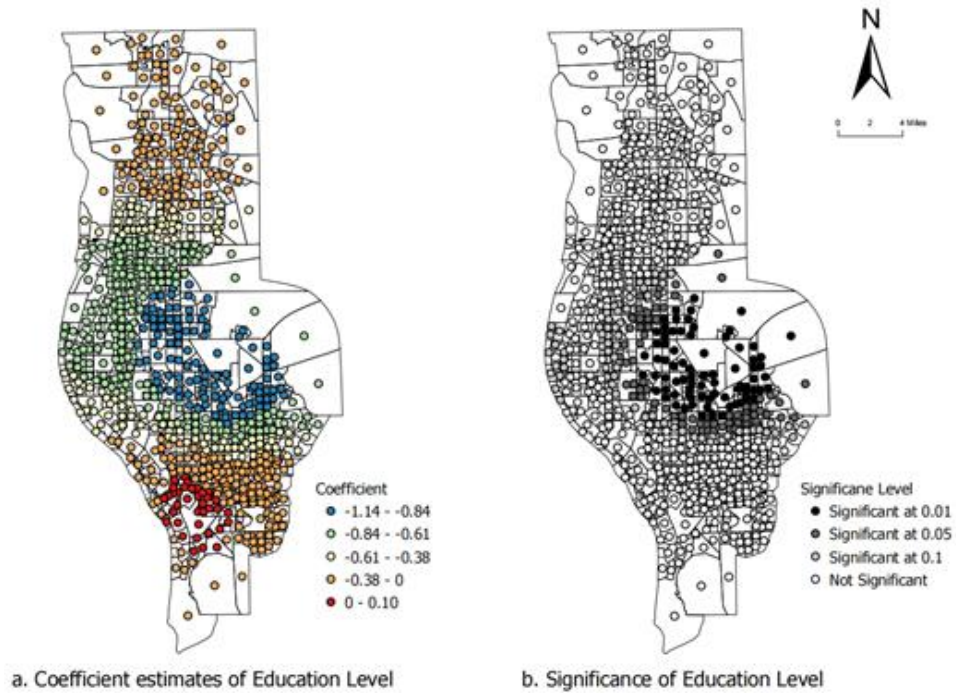 N
0 2 4 Miles
Coefficient
-1.14 - -0.84
-0.84 - -0.61
-0.61 - -0.38
-0.38 - 0
0 - 0.10
Significane Level
Significant at 0.01
Significant at 0.05
Significant at 0.1
Not Significant
a. Coefficient estimates of Education Level
b. Significance of Education Level